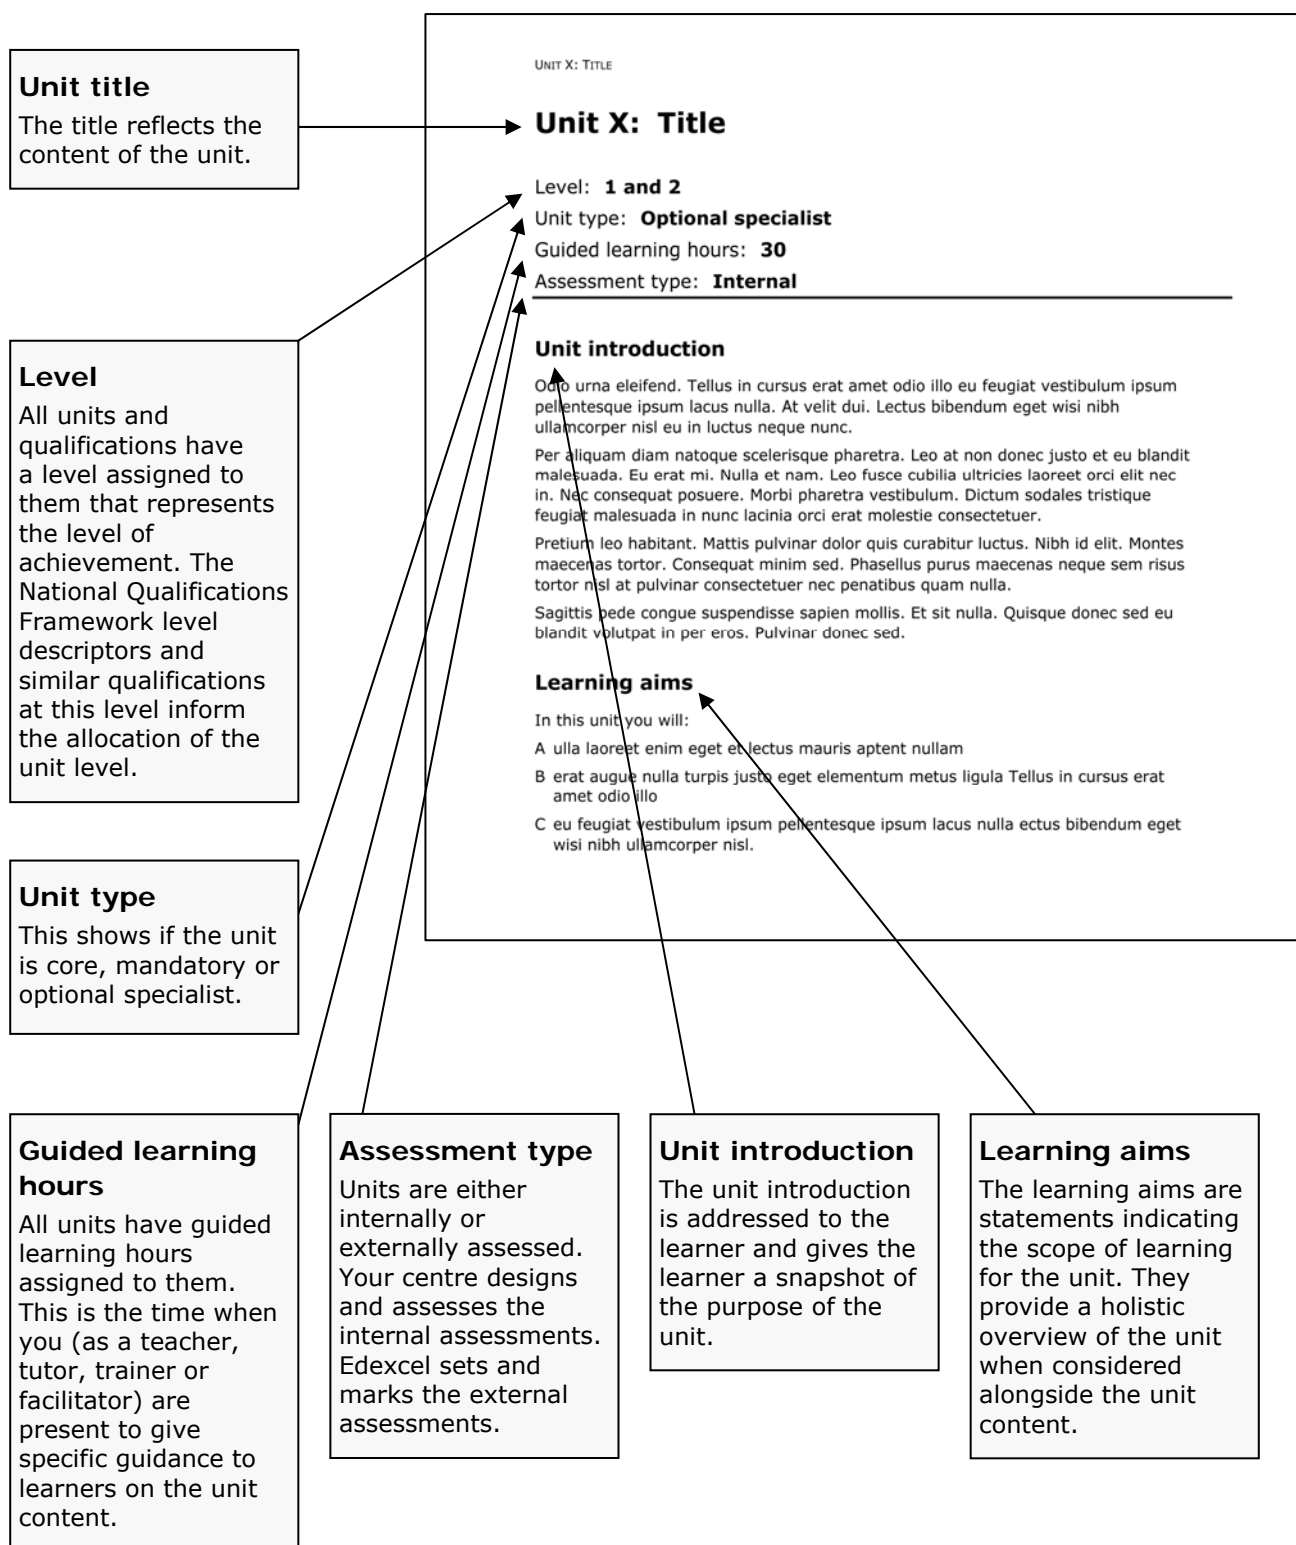 Unit title
The title reflects the
content of the unit.
Level
All units and
qualifications have
a level assigned to
them that represents
the level of
achievement. The
National Qualifications
Framework level
descriptors and
similar qualifications
at this level inform
the allocation of the
unit level.
Unit type
This shows if the unit
is core, mandatory or
optional specialist.
Guided learning
hours
All units have guided
learning hours
assigned to them.
This is the time when
you (as a teacher,
tutor, trainer or
facilitator) are
present to give
specific guidance to
learners on the unit
content.
UNIT X: TITLE
Unit X: Title
Level: 1 and 2
Unit type: Optional specialist
Guided learning hours: 30
Assessment type: Internal
Unit introduction
Odio urna eleifend. Tellus in cursus erat amet odio illo eu feugiat vestibulum ipsum
pellentesque ipsum lacus nulla. At velit dui. Lectus bibendum eget wisi nibh
ullamcorper nisl eu in luctus neque nunc.
Per aliquam diam natoque scelerisque pharetra. Leo at non donec justo et eu blandit
malesuada. Eu erat mi. Nulla et nam. Leo fusce cubilia ultricies laoreet orci elit nec
in. Nec consequat posuere. Morbi pharetra vestibulum. Dictum sodales tristique
feugiat malesuada in nunc lacinia orci erat molestie consectetuer.
Pretium leo habitant. Mattis pulvinar dolor quis curabitur luctus. Nibh id elit. Montes
maecenas tortor. Consequat minim sed. Phasellus purus maecenas neque sem risus
tortor nisl at pulvinar consectetuer nec penatibus quam nulla.
Sagittis pede congue suspendisse sapien mollis. Et sit nulla. Quisque donec sed eu
blandit volutpat in per eros. Pulvinar donec sed.
Learning aims
In this unit you will:
A ulla laoreet enim eget et lectus mauris aptent nullam
B erat augue nulla turpis justo eget elementum metus ligula Tellus in cursus erat
amet odio illo
C eu feugiat vestibulum ipsum pellentesque ipsum lacus nulla ectus bibendum eget
wisi nibh ullamcorper nisl.
Assessment type
Units are either
internally or
externally assessed.
Your centre designs
and assesses the
internal assessments.
Edexcel sets and
marks the external
assessments.
Unit introduction
The unit introduction
is addressed to the
learner and gives the
learner a snapshot of
the purpose of the
unit.
Learning aims
The learning aims are
statements indicating
the scope of learning
for the unit. They
provide a holistic
overview of the unit
when considered
alongside the unit
content.